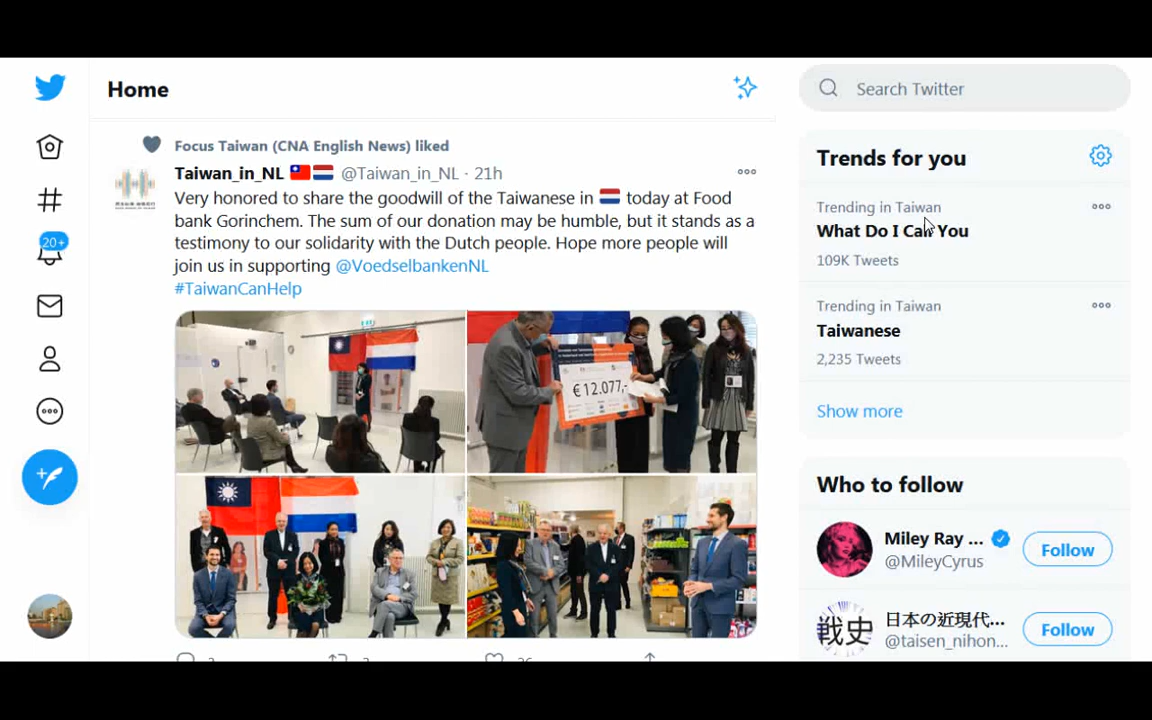 Home
Search Twitter
Focus Taiwan (CNA English News) liked
Taiwan_in_NL 🇹🇼🇳🇱 @Taiwan_in_NL · 21h
Very honored to share the goodwill of the Taiwanese in 🇳🇱 today at Food
bank Gorinchem. The sum of our donation may be humble, but it stands as a
testimony to our solidarity with the Dutch people. Hope more people will
join us in supporting @VoedselbankenNL
#TaiwanCanHelp
€ 12.077,-
20+
Trends for you
Trending in Taiwan
What Do I Call You
109K Tweets
Trending in Taiwan
Taiwanese
2,235 Tweets
Show more
Who to follow
Miley Ray ...
@MileyCyrus
Follow
戦史
日本の近現代...
@taisen_nihon...
Follow